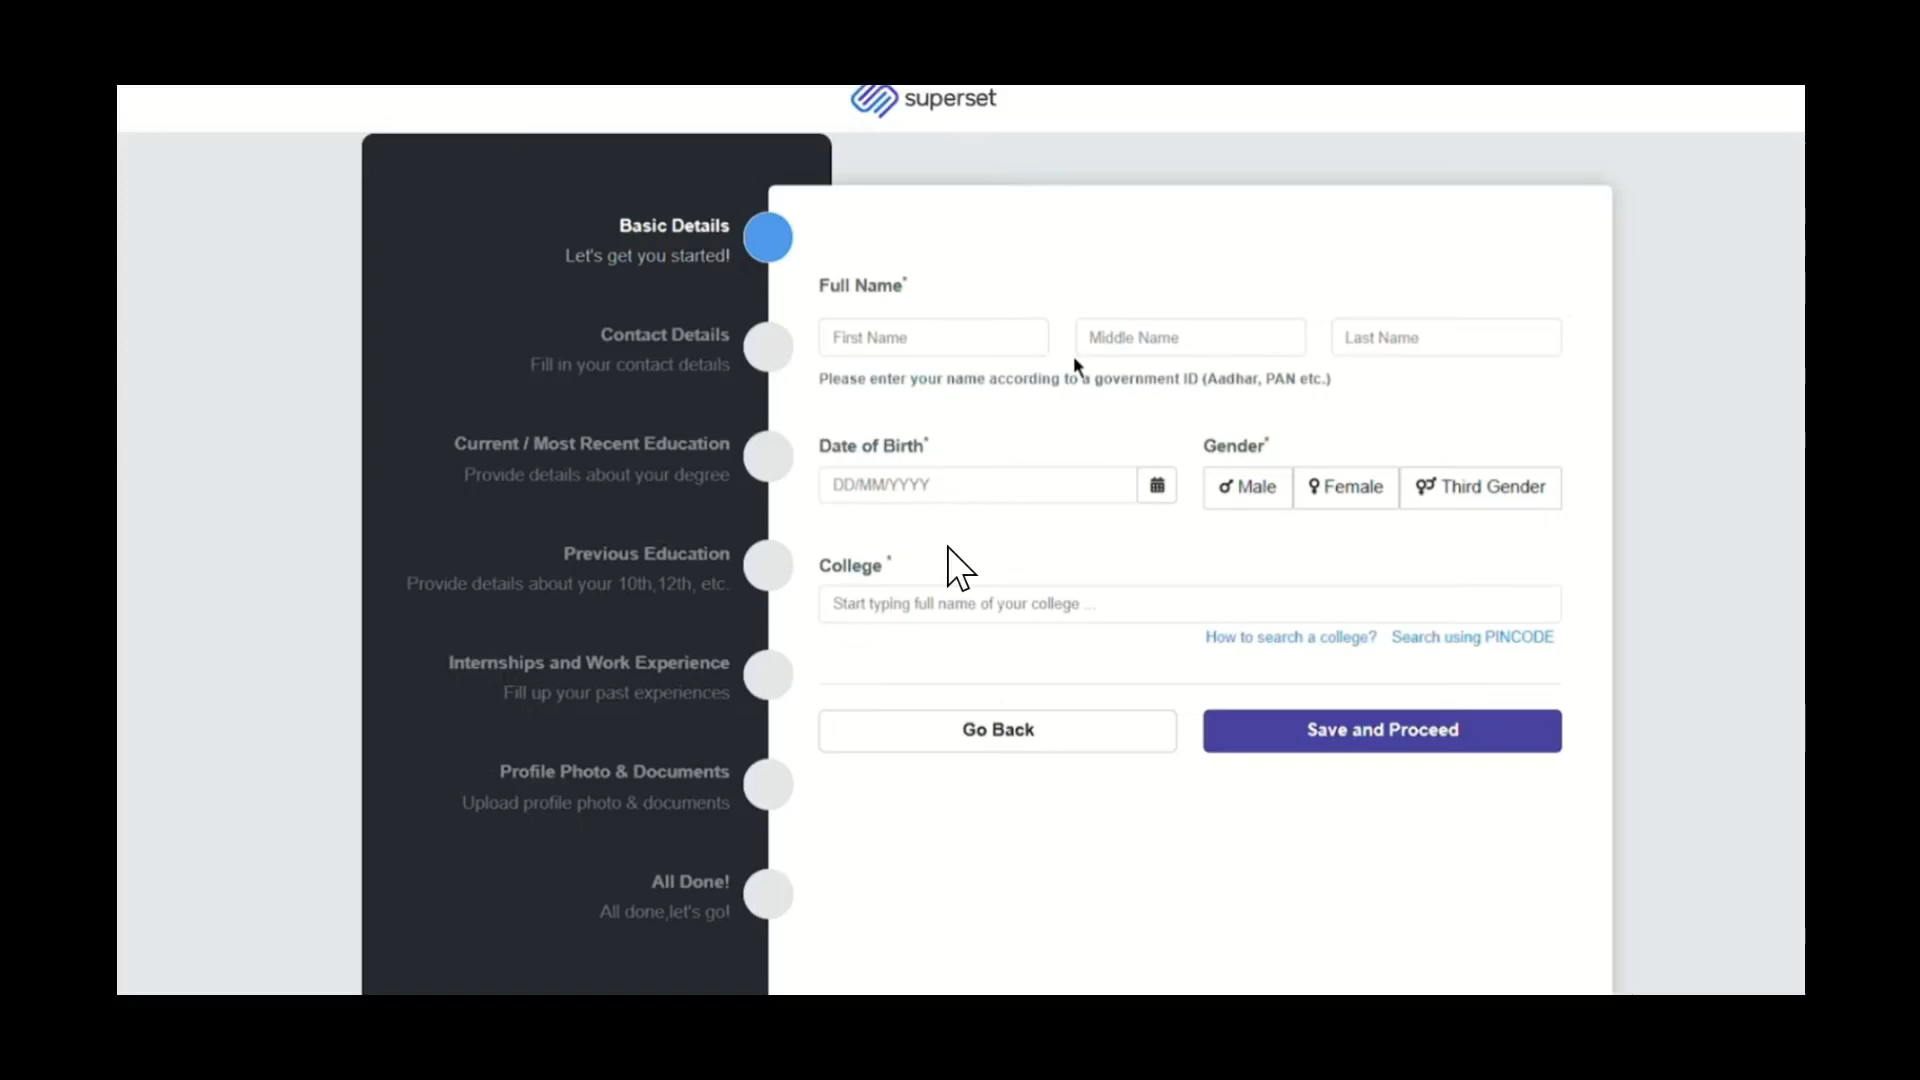 superset
Basic Details
Let's get you started!
Contact Details
Fill in your contact details
Current / Most Recent Education
Provide details about your degree
Previous Education
Provide details about your 10th,12th, etc.
Internships and Work Experience
Fill up your past experiences
Profile Photo & Documents
Upload profile photo & documents
All Done!
All done,let's go!
Full Name*
First Name Middle Name Last Name
Please enter your name according to a government ID (Aadhar, PAN etc.)
Date of Birth* Gender*
DD/MM/YYYY Male Female Third Gender
College *
Start typing full name of your college ...
How to search a college? Search using PINCODE
Go Back Save and Proceed